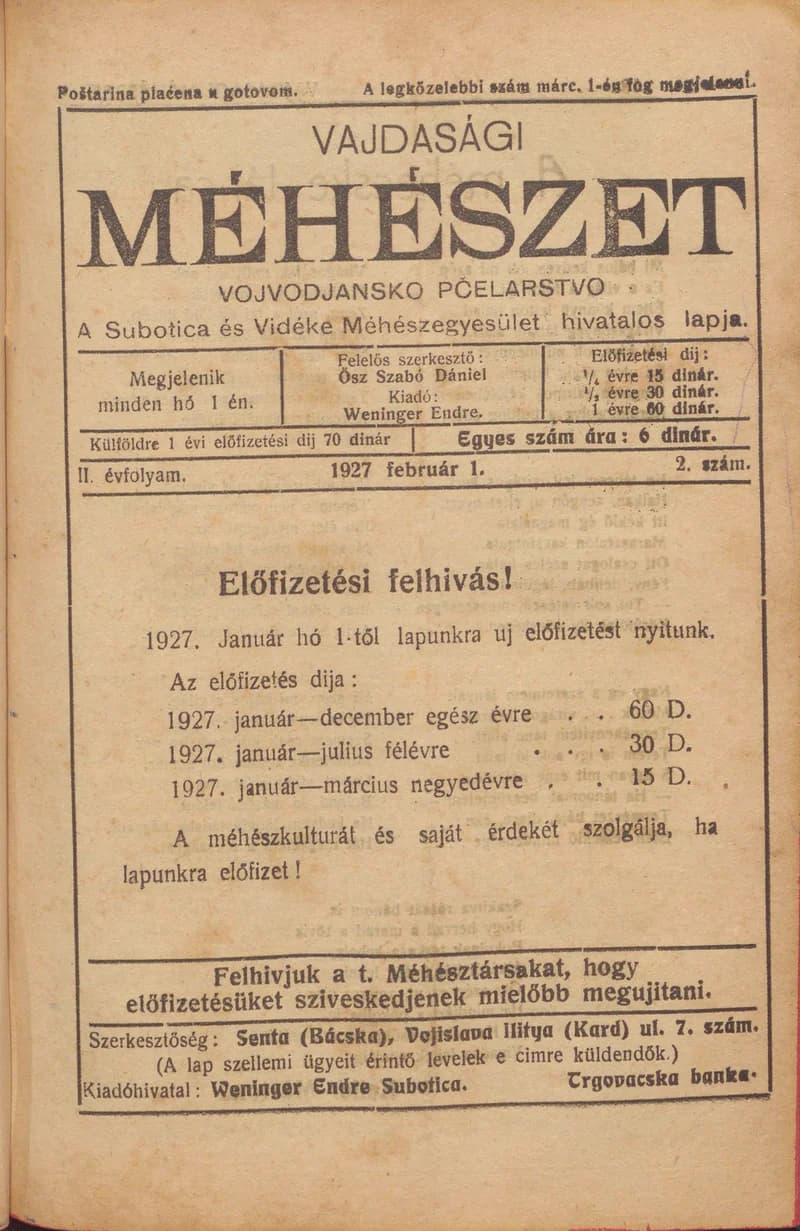 Poštarina plaćena u gotovom. A legközelebbi szám márc. 1-én fog megjelenni.
VAJDASÁGI
MÉHÉSZET
VOJVODJANSKO PČELARSTVO
A Subotica és Vidéke Méhészegyesület hivatalos lapja.
Megjelenik
minden hó 1 én.
Felelős szerkesztő:
Ősz Szabó Dániel
Kiadó:
Weninger Endre.
Előfizetési dij:
¼ évre 15 dinár.
½ évre 30 dinár.
1 évre 60 dinár.
Külföldre 1 évi előfizetési dij 70 dinár | Egyes szám ára: 6 dinár.
II. évfolyam. 1927 február 1. 2. szám.
Előfizetési felhivás!
1927. Január hó 1-től lapunkra uj előfizetést nyitunk.
Az előfizetés dija:
1927. január—december egész évre . . 60 D.
1927. január—julius félévre . . . 30 D.
1927. január—március negyedévre . . 15 D.
A méhészkulturát és saját érdekét szolgálja, ha
lapunkra előfizet!
Felhivjuk a t. Méhésztársakat, hogy
előfizetésüket sziveskedjenek mielőbb megujitani.
Szerkesztőség: Senta (Bácska), Vojislava Ilitya (Kard) ul. 7. szám.
(A lap szellemi ügyeit érintő levelek e cimre küldendők.)
Kiadóhivatal: Weninger Endre Subotica. Trgovacska banka.